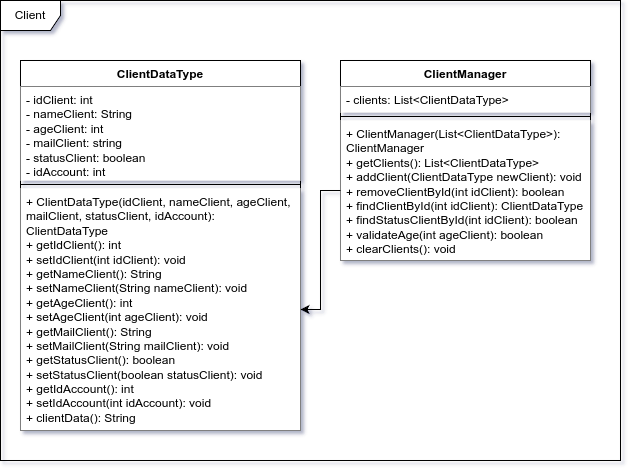 Client
ClientDataType
- idClient: int
- nameClient: String
- ageClient: int
- mailClient: string
- statusClient: boolean
- idAccount: int
+ ClientDataType(idClient, nameClient, ageClient,
mailClient, statusClient, idAccount):
ClientDataType
+ getIdClient(): int
+ setIdClient(int idClient): void
+ getNameClient(): String
+ setNameClient(String nameClient): void
+ getAgeClient(): int
+ setAgeClient(int ageClient): void
+ getMailClient(): String
+ setMailClient(String mailClient): void
+ getStatusClient(): boolean
+ setStatusClient(boolean statusClient): void
+ getIdAccount(): int
+ setIdAccount(int idAccount): void
+ clientData(): String
ClientManager
- clients: List<ClientDataType>
+ ClientManager(List<ClientDataType>):
ClientManager
+ getClients(): List<ClientDataType>
+ addClient(ClientDataType newClient): void
+ removeClientById(int idClient): boolean
+ findClientById(int idClient): ClientDataType
+ findStatusClientById(int idClient): boolean
+ validateAge(int ageClient): boolean
+ clearClients(): void